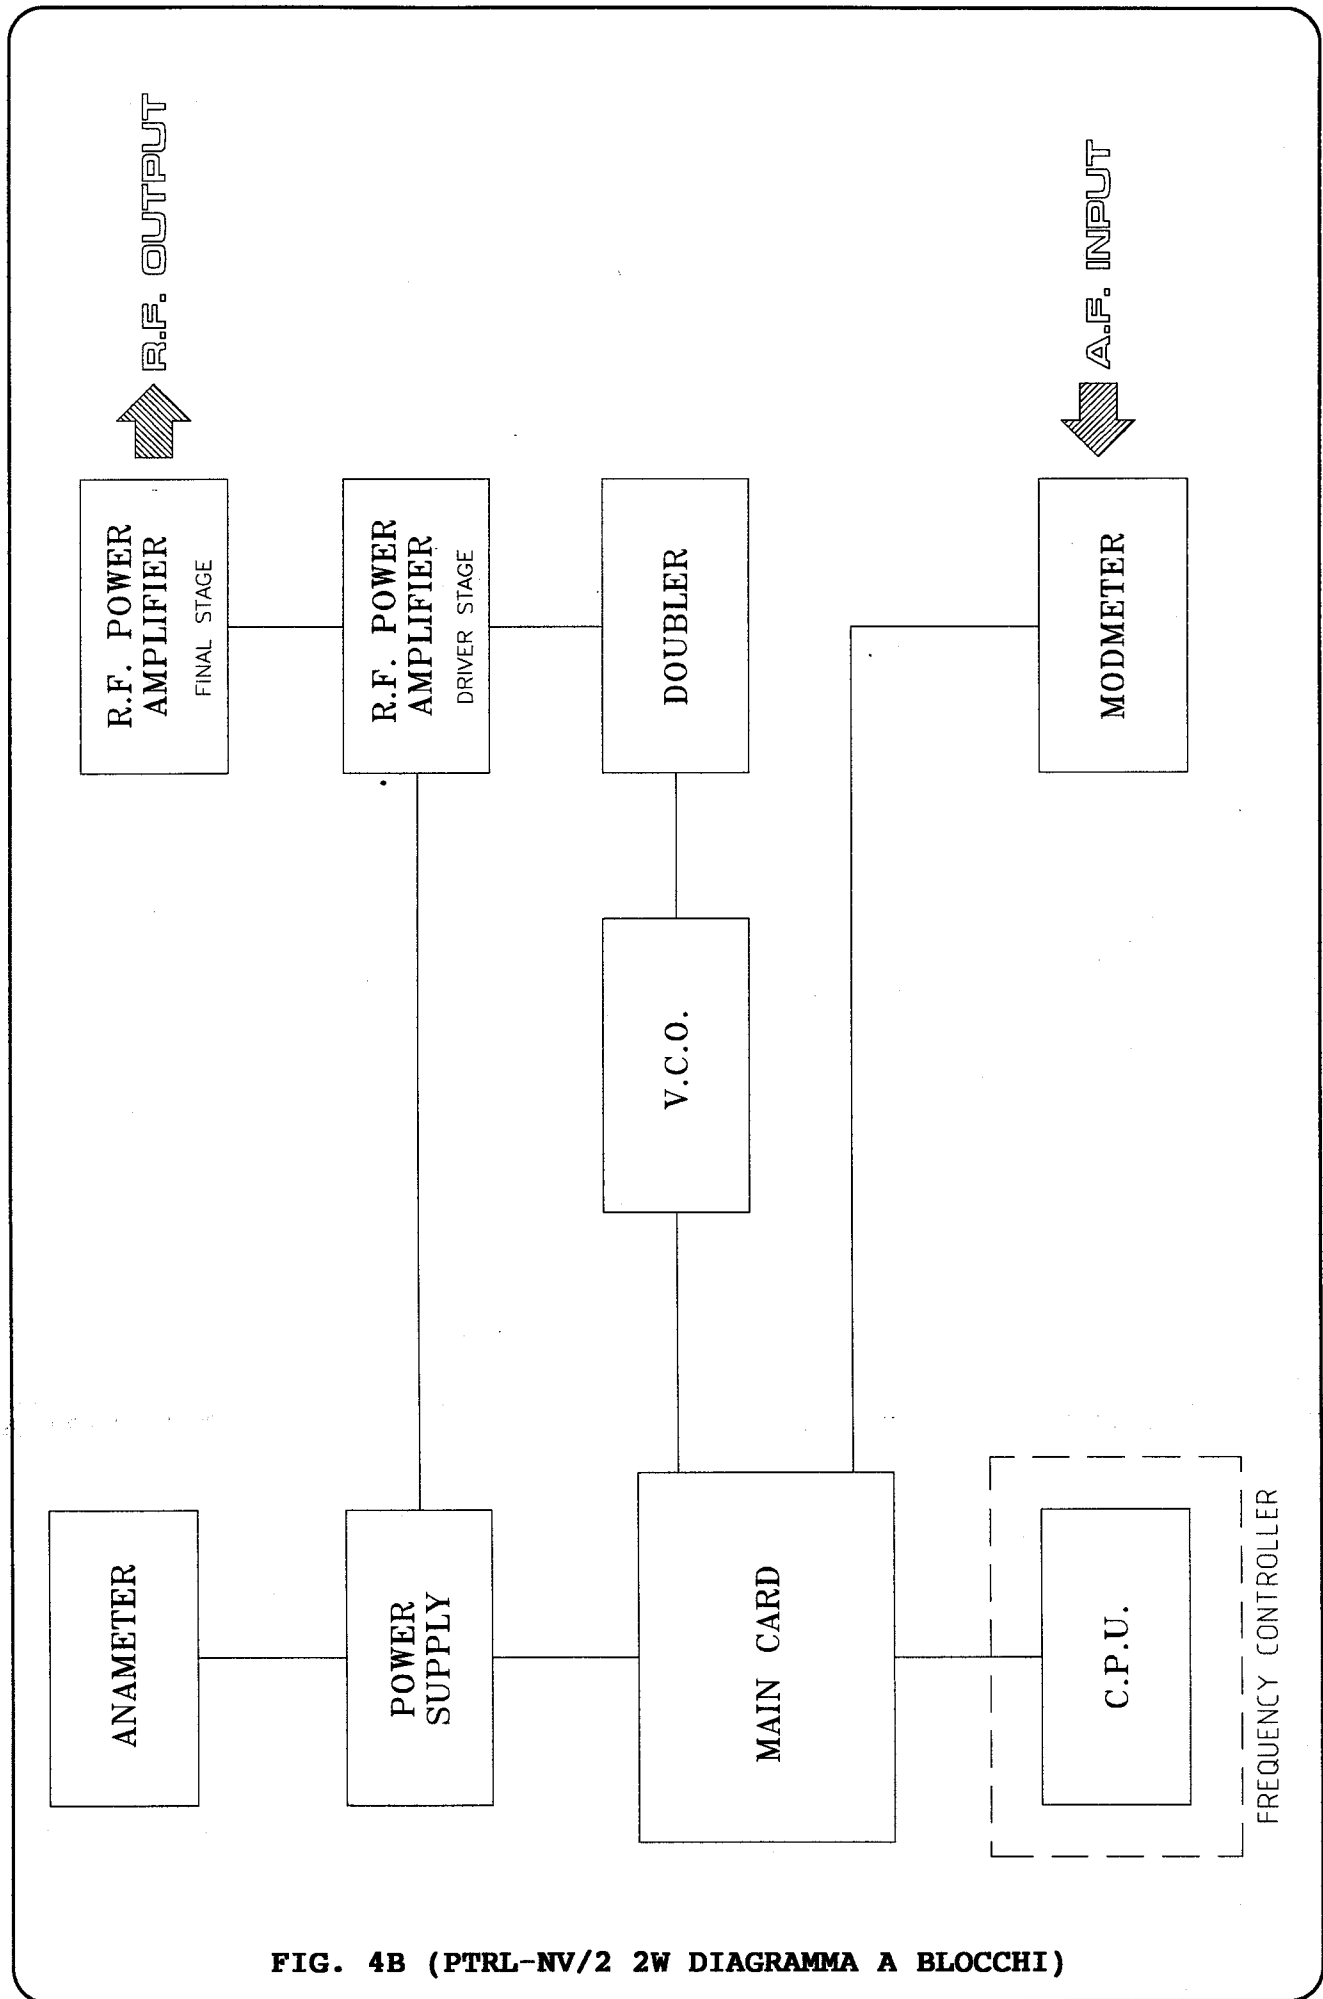 R.F. OUTPUT
A.F. INPUT
R.F. POWER
AMPLIFIER
FINAL STAGE
R.F. POWER
AMPLIFIER
DRIVER STAGE
DOUBLER
MODMETER
V.C.O.
ANAMETER
POWER
SUPPLY
MAIN CARD
C.P.U.
FREQUENCY CONTROLLER
FIG. 4B (PTRL-NV/2 2W DIAGRAMMA A BLOCCHI)